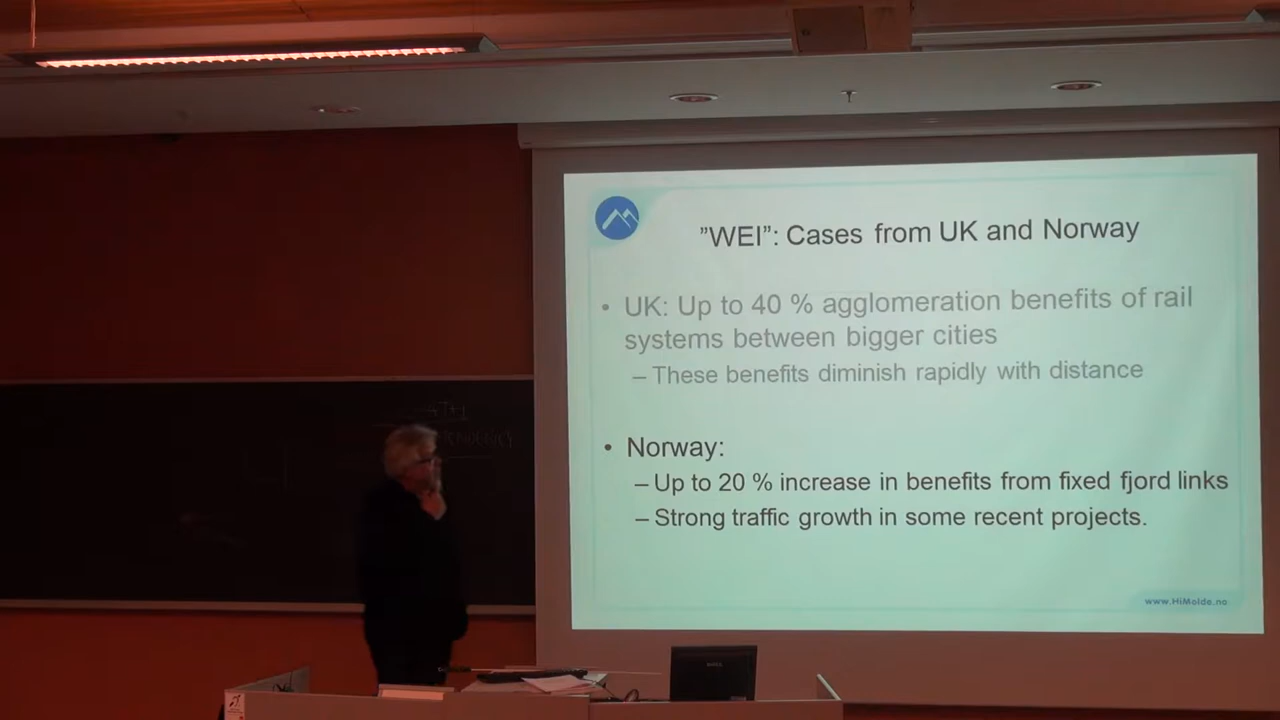 "WEI": Cases from UK and Norway
• UK: Up to 40 % agglomeration benefits of rail
systems between bigger cities
– These benefits diminish rapidly with distance
• Norway:
– Up to 20 % increase in benefits from fixed fjord links
– Strong traffic growth in some recent projects.
www.HiMolde.no